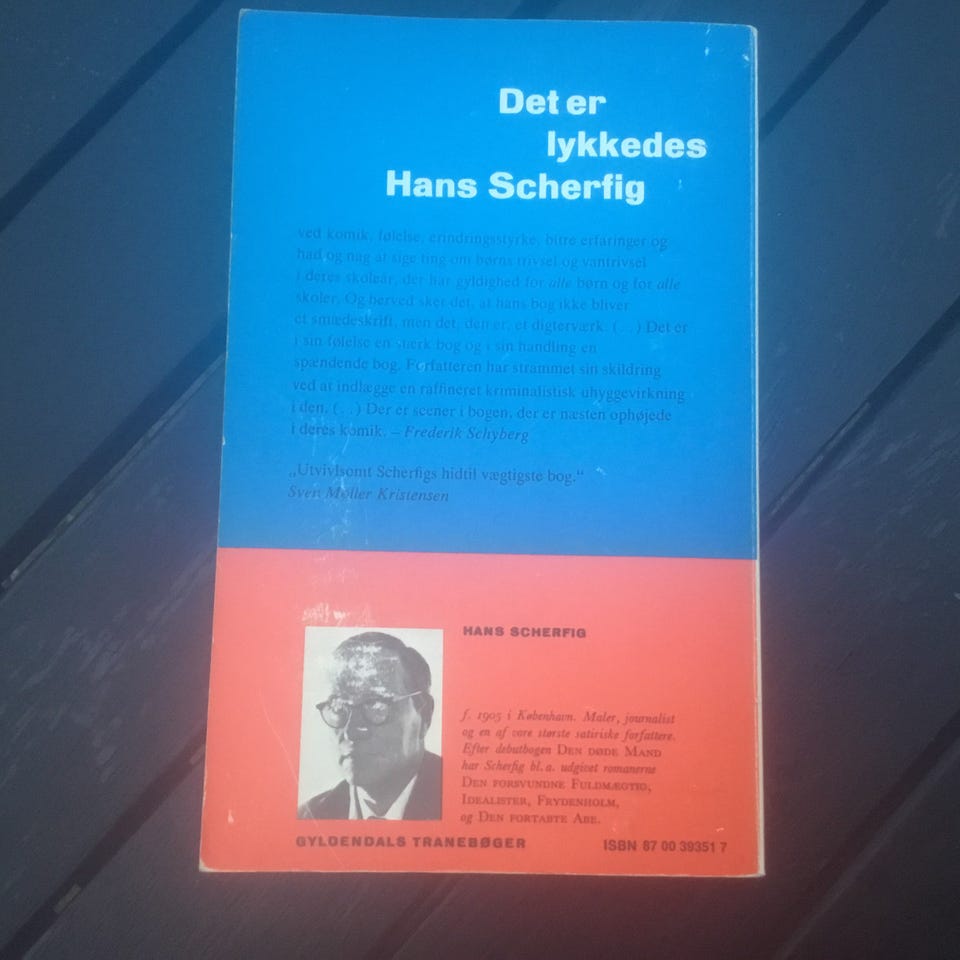 Det er
lykkedes
Hans Scherfig
ved komik, følelse, erindringsstyrke, bitre erfaringer og
had og nag at sige ting om børns trivsel og vantrivsel
i deres skoleår, der har gyldighed for alle børn og for alle
skoler. Og herved sker det, at hans bog ikke bliver
et smædeskrift, men det, den er, et digterværk. (...) Det er
i sin følelse en stærk bog og i sin handling en
spændende bog. Forfatteren har strammet sin skildring
ved at indlægge en raffineret kriminalistisk uhyggevirkning
i den. (...) Der er scener i bogen, der er næsten ophøjede
i deres komik. – Frederik Schyberg
„Utvivlsomt Scherfigs hidtil vægtigste bog.“
Sven Møller Kristensen
HANS SCHERFIG
f. 1905 i København. Maler, journalist
og en af vore største satiriske forfattere.
Efter debutbogen DEN DØDE MAND
har Scherfig bl.a. udgivet romanerne
DEN FORSVUNDNE FULDMÆGTIG,
IDEALISTER, FRYDENHOLM,
og DEN FORTABTE ABE.
GYLDENDALS TRANEBØGER
ISBN 87 00 39351 7